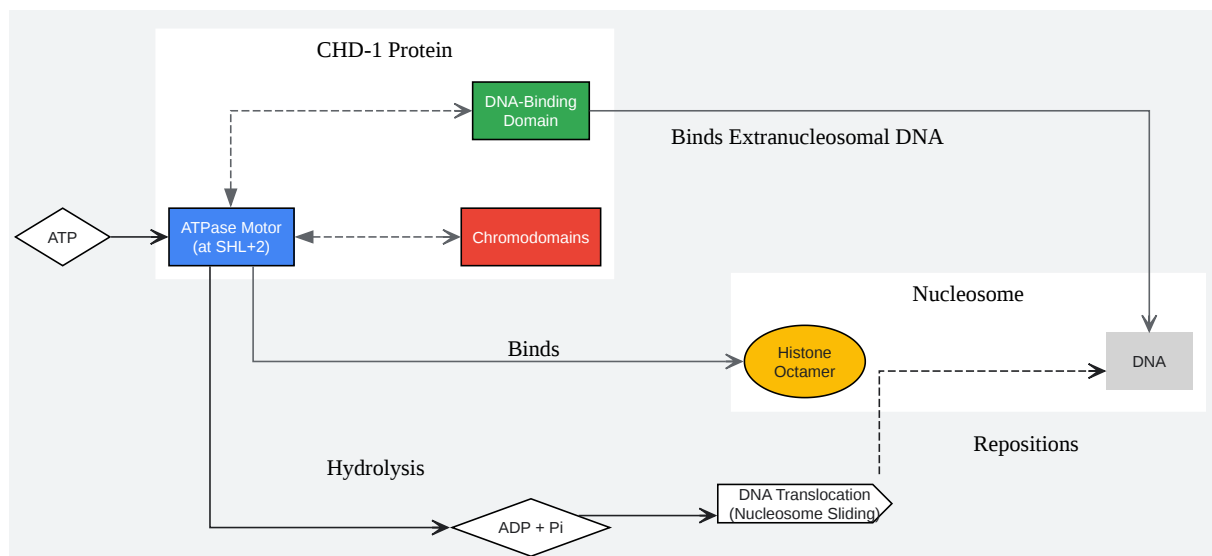 CHD-1 Protein
DNA-Binding
Domain
Binds Extranucleosomal DNA
ATP
ATPase Motor
(at SHL+2)
Chromodomains
Nucleosome
Binds
Histone
Octamer
DNA
Repositions
Hydrolysis
DNA Translocation
(Nucleosome Sliding)
ADP + Pi